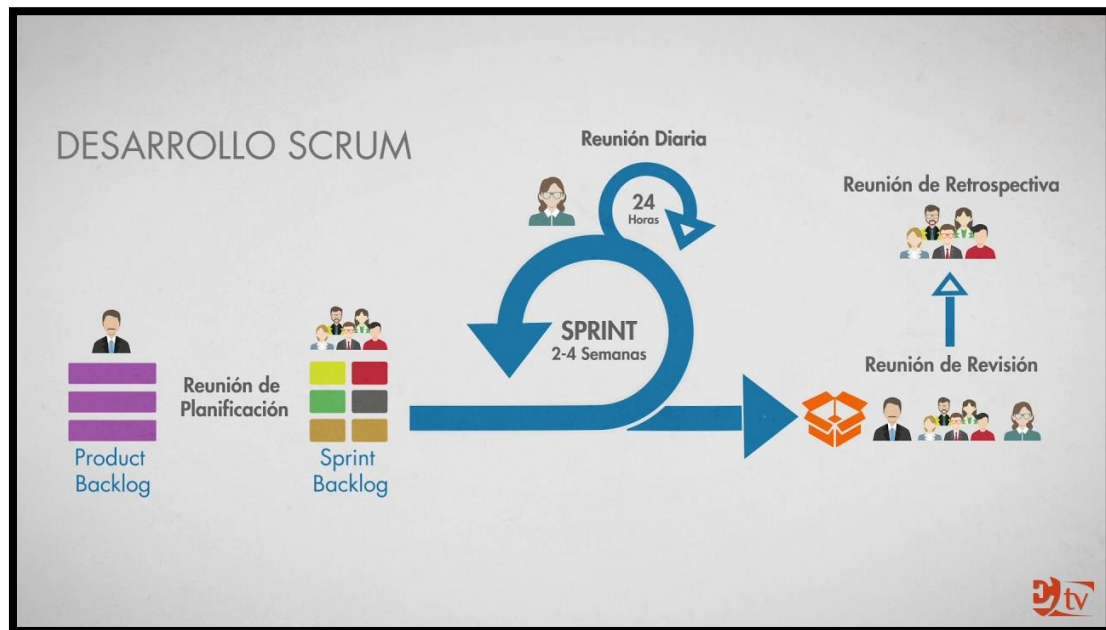 DESARROLLO SCRUM
Reunión Diaria
24
Horas
Reunión de Retrospectiva
SPRINT
2-4 Semanas
Reunión de Revisión
Reunión de
Planificación
Product
Backlog
Sprint
Backlog
E tv